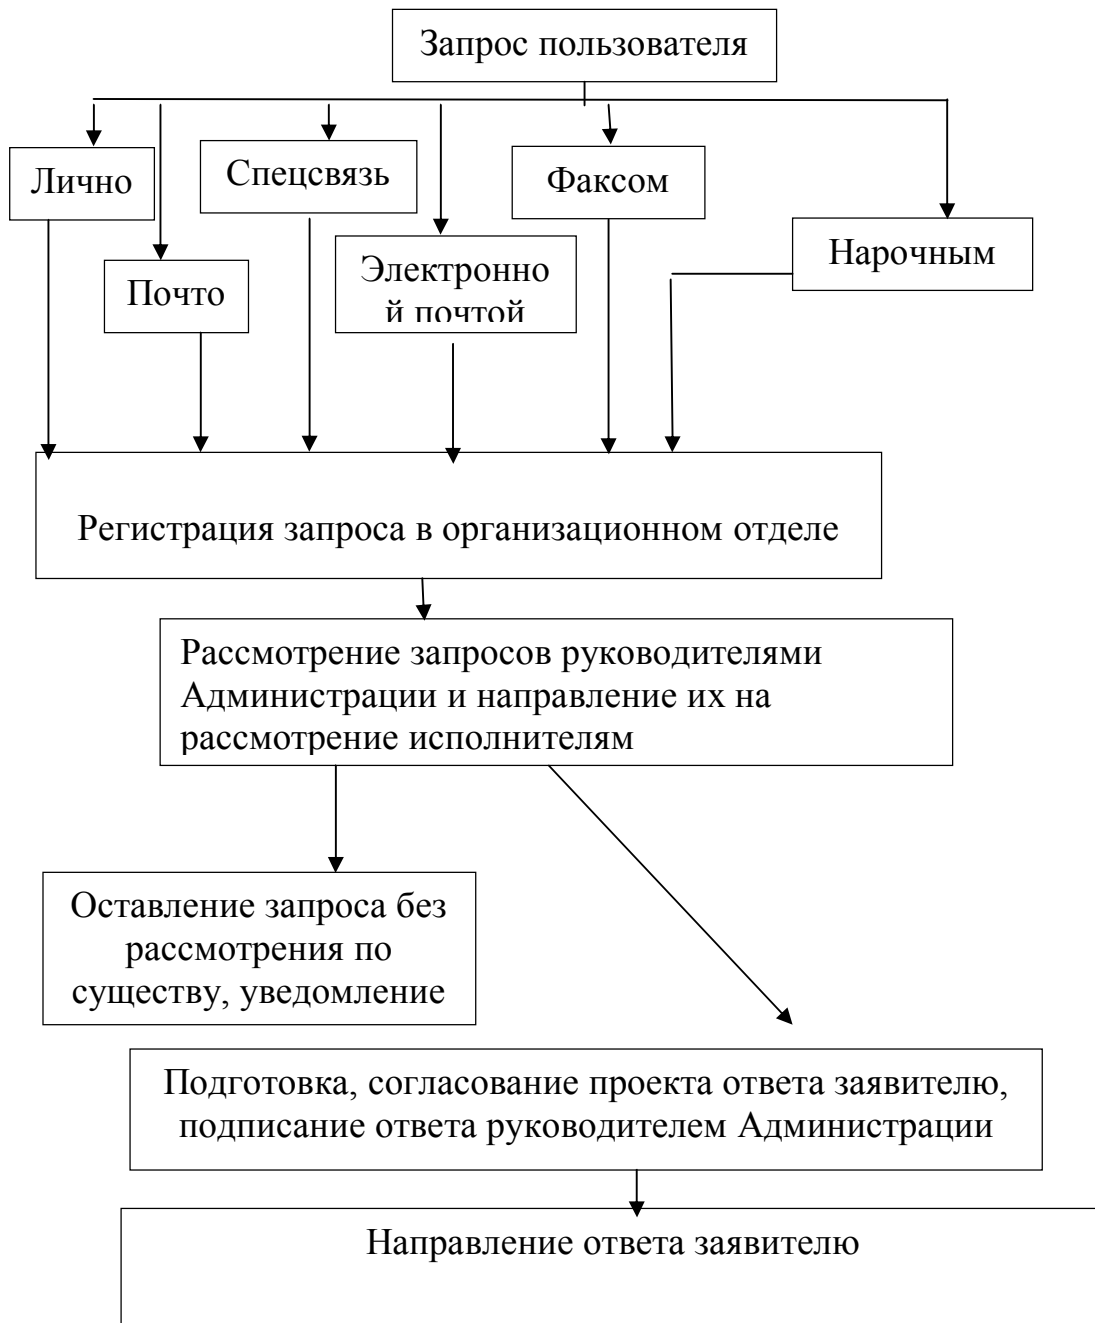 Запрос пользователя
Лично
Спецсвязь
Факсом
Нарочным
Почто
Электронно
й почтой
Регистрация запроса в организационном отделе
Рассмотрение запросов руководителями
Администрации и направление их на
рассмотрение исполнителям
Оставление запроса без
рассмотрения по
существу, уведомление
Подготовка, согласование проекта ответа заявителю,
подписание ответа руководителем Администрации
Направление ответа заявителю